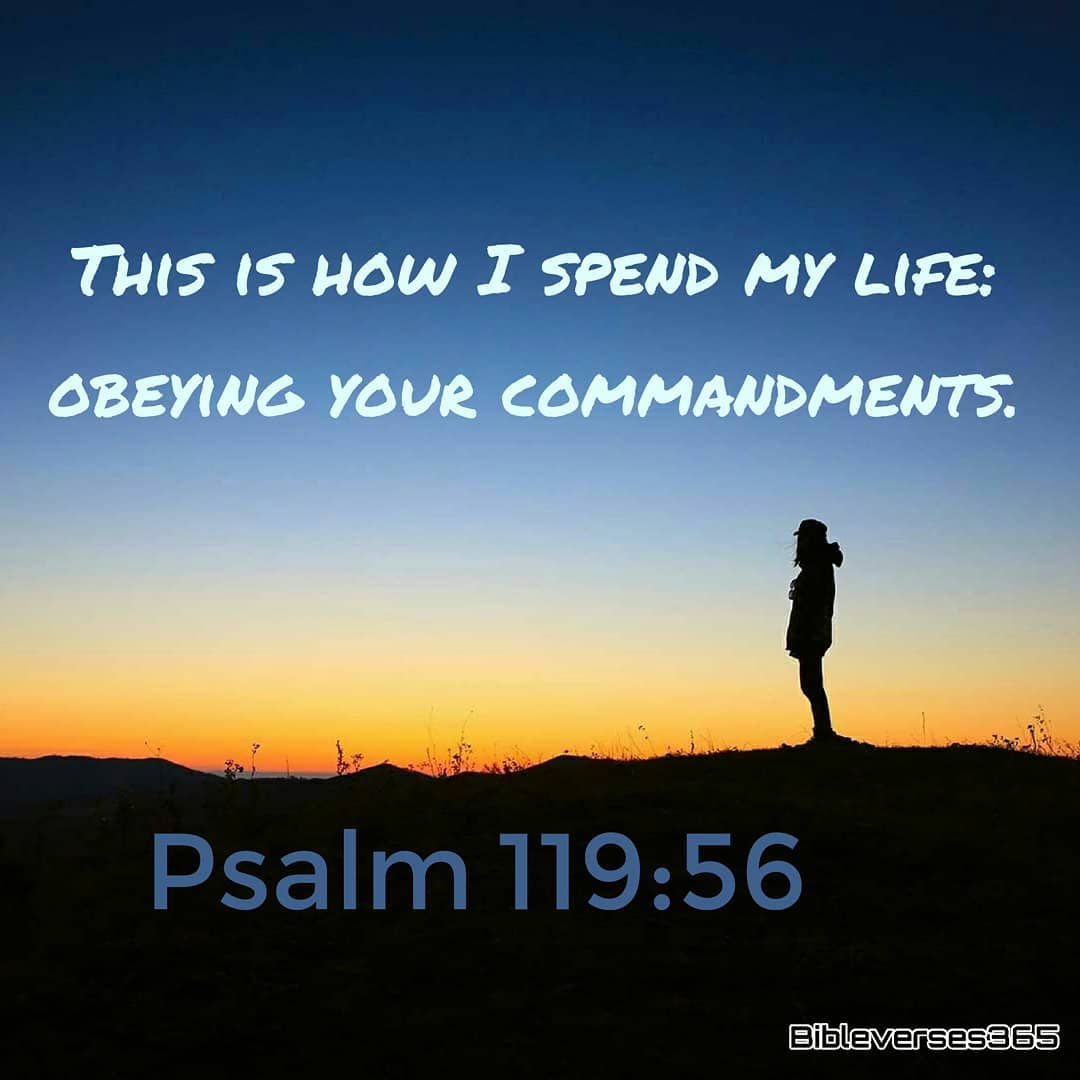 This is how I spend my life:
obeying your commandments.
Psalm 119:56
Bibleverses365